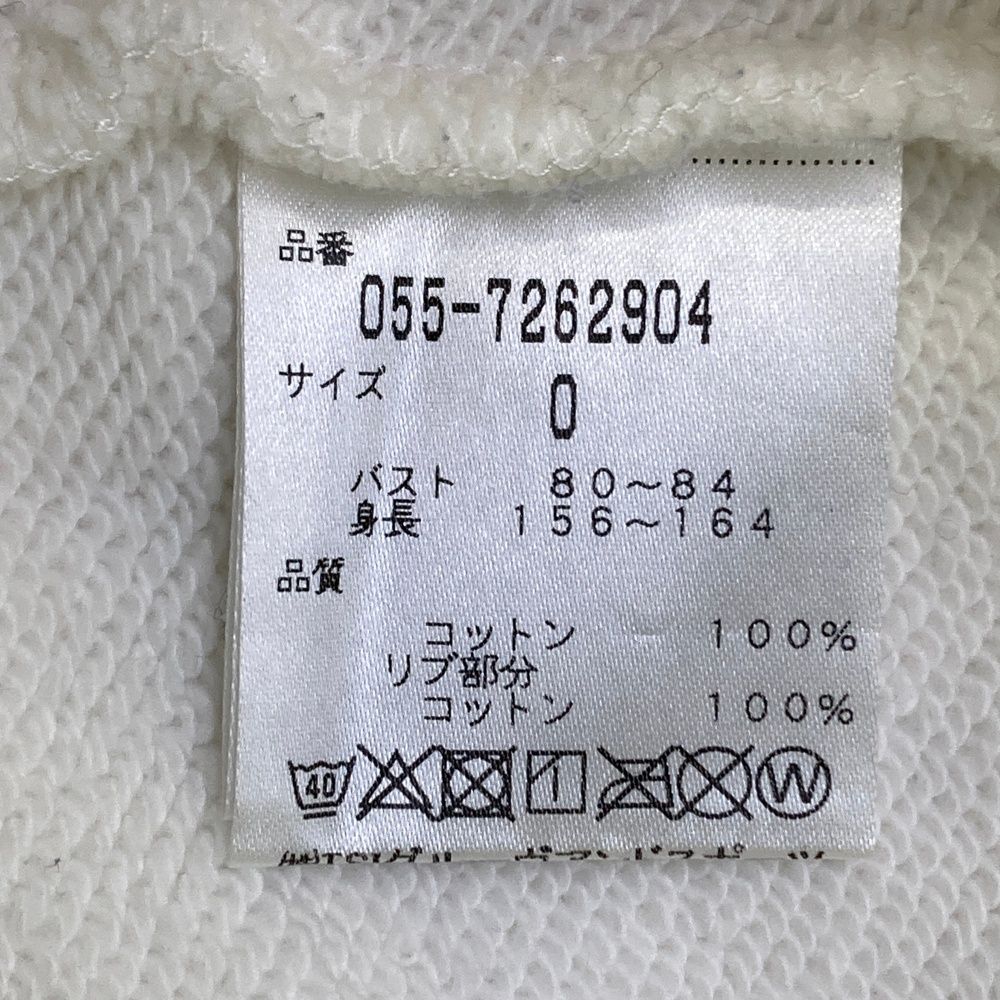 品番
055-7262904
サイズ 0
バスト 80~84
身長 156~164
品質
コットン 100%
リブ部分
コットン 100%
40 W